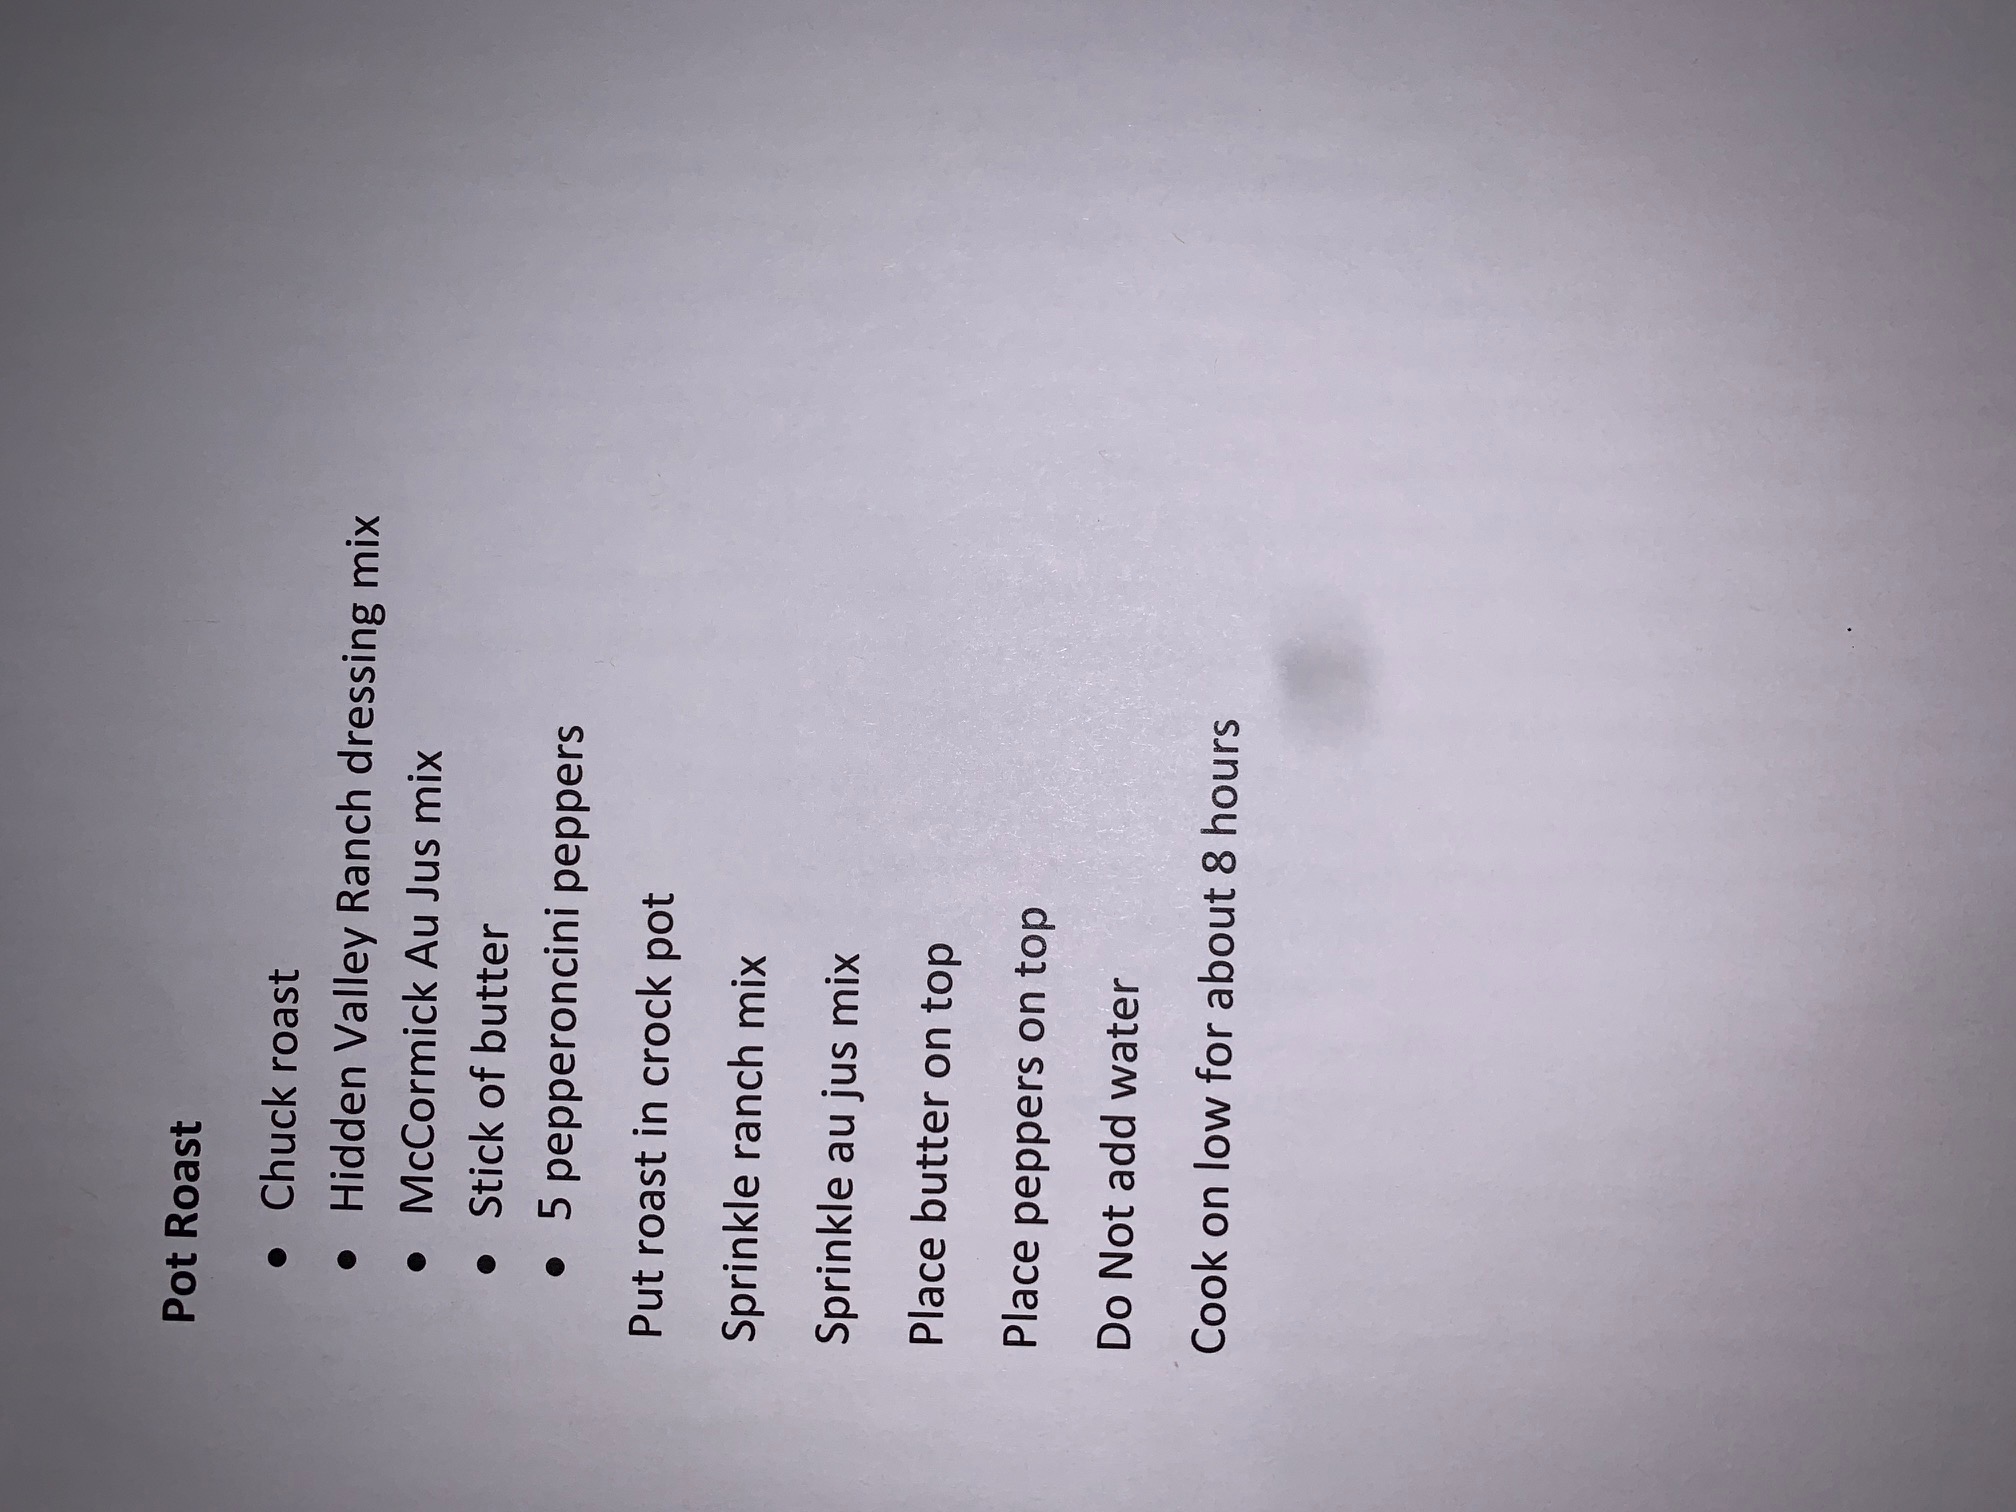 Pot Roast
• Chuck roast
• Hidden Valley Ranch dressing mix
• McCormick Au Jus mix
• Stick of butter
• 5 pepperoncini peppers
Put roast in crock pot
Sprinkle ranch mix
Sprinkle au jus mix
Place butter on top
Place peppers on top
Do Not add water
Cook on low for about 8 hours